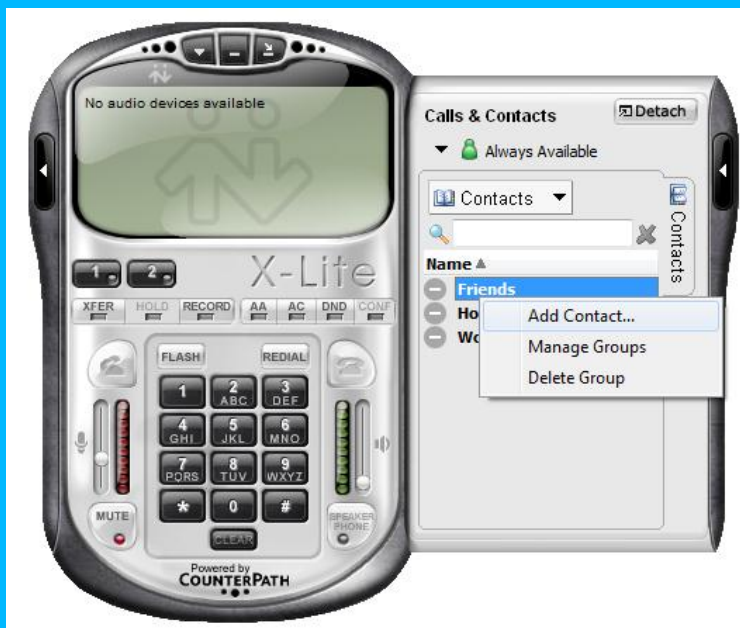 No audio devices available
1 2 X-Lite
XFER HOLD RECORD AA AC DND CONF
FLASH REDIAL
1 2 ABC 3 DEF
4 GHI 5 JKL 6 MNO
7 PQRS 8 TUV 9 WXYZ
* 0 #
MUTE SPEAKER PHONE
CLEAR
Powered by
COUNTERPATH
Calls & Contacts Detach
Always Available
Contacts
Contacts
Name
Friends
Ho
Wo
Add Contact...
Manage Groups
Delete Group